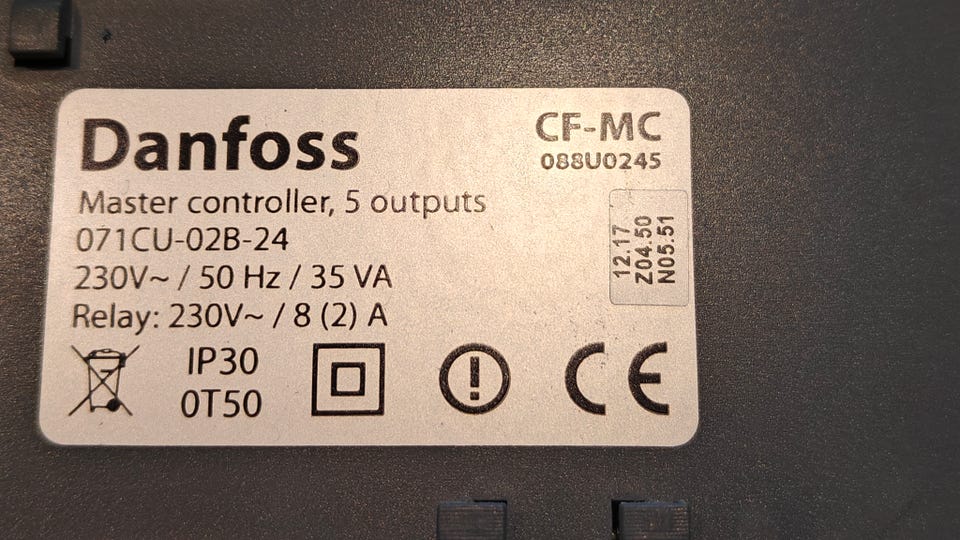 Danfoss
CF-MC
088U0245
Master controller, 5 outputs
071CU-02B-24
230V~ / 50 Hz / 35 VA
Relay: 230V~ / 8 (2) A
12.17
Z04.50
N05.51
IP30
0T50
CE